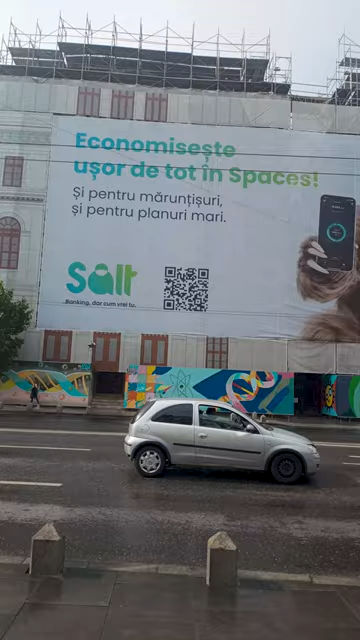 Economisește
ușor de tot în Spaces!
Și pentru mărunțișuri,
și pentru planuri mari.
Salt
Banking, dar cum vrei tu.